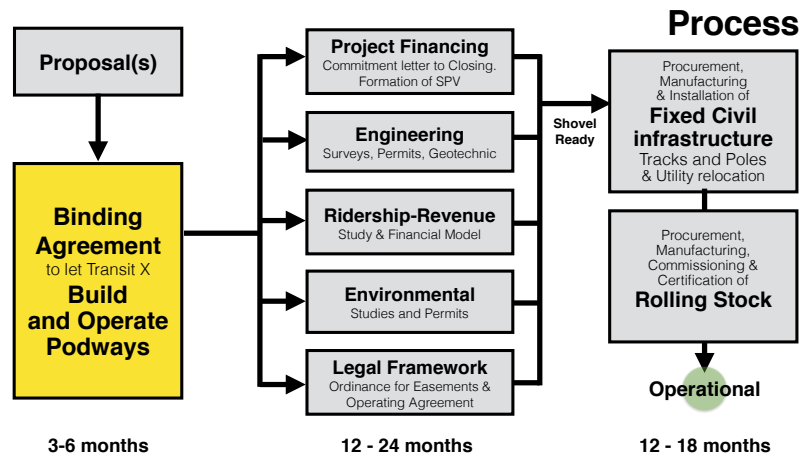 Process
Proposal(s)
Binding
Agreement
to let Transit X
Build
and Operate
Podways
3-6 months
Project Financing
Commitment letter to Closing.
Formation of SPV
Engineering
Surveys, Permits, Geotechnic
Ridership-Revenue
Study & Financial Model
Environmental
Studies and Permits
Legal Framework
Ordinance for Easements &
Operating Agreement
12 - 24 months
Shovel
Ready
Procurement,
Manufacturing
& Installation of
Fixed Civil
infrastructure
Tracks and Poles
& Utility relocation
Procurement,
Manufacturing,
Commissioning &
Certification of
Rolling Stock
Operational
12 - 18 months